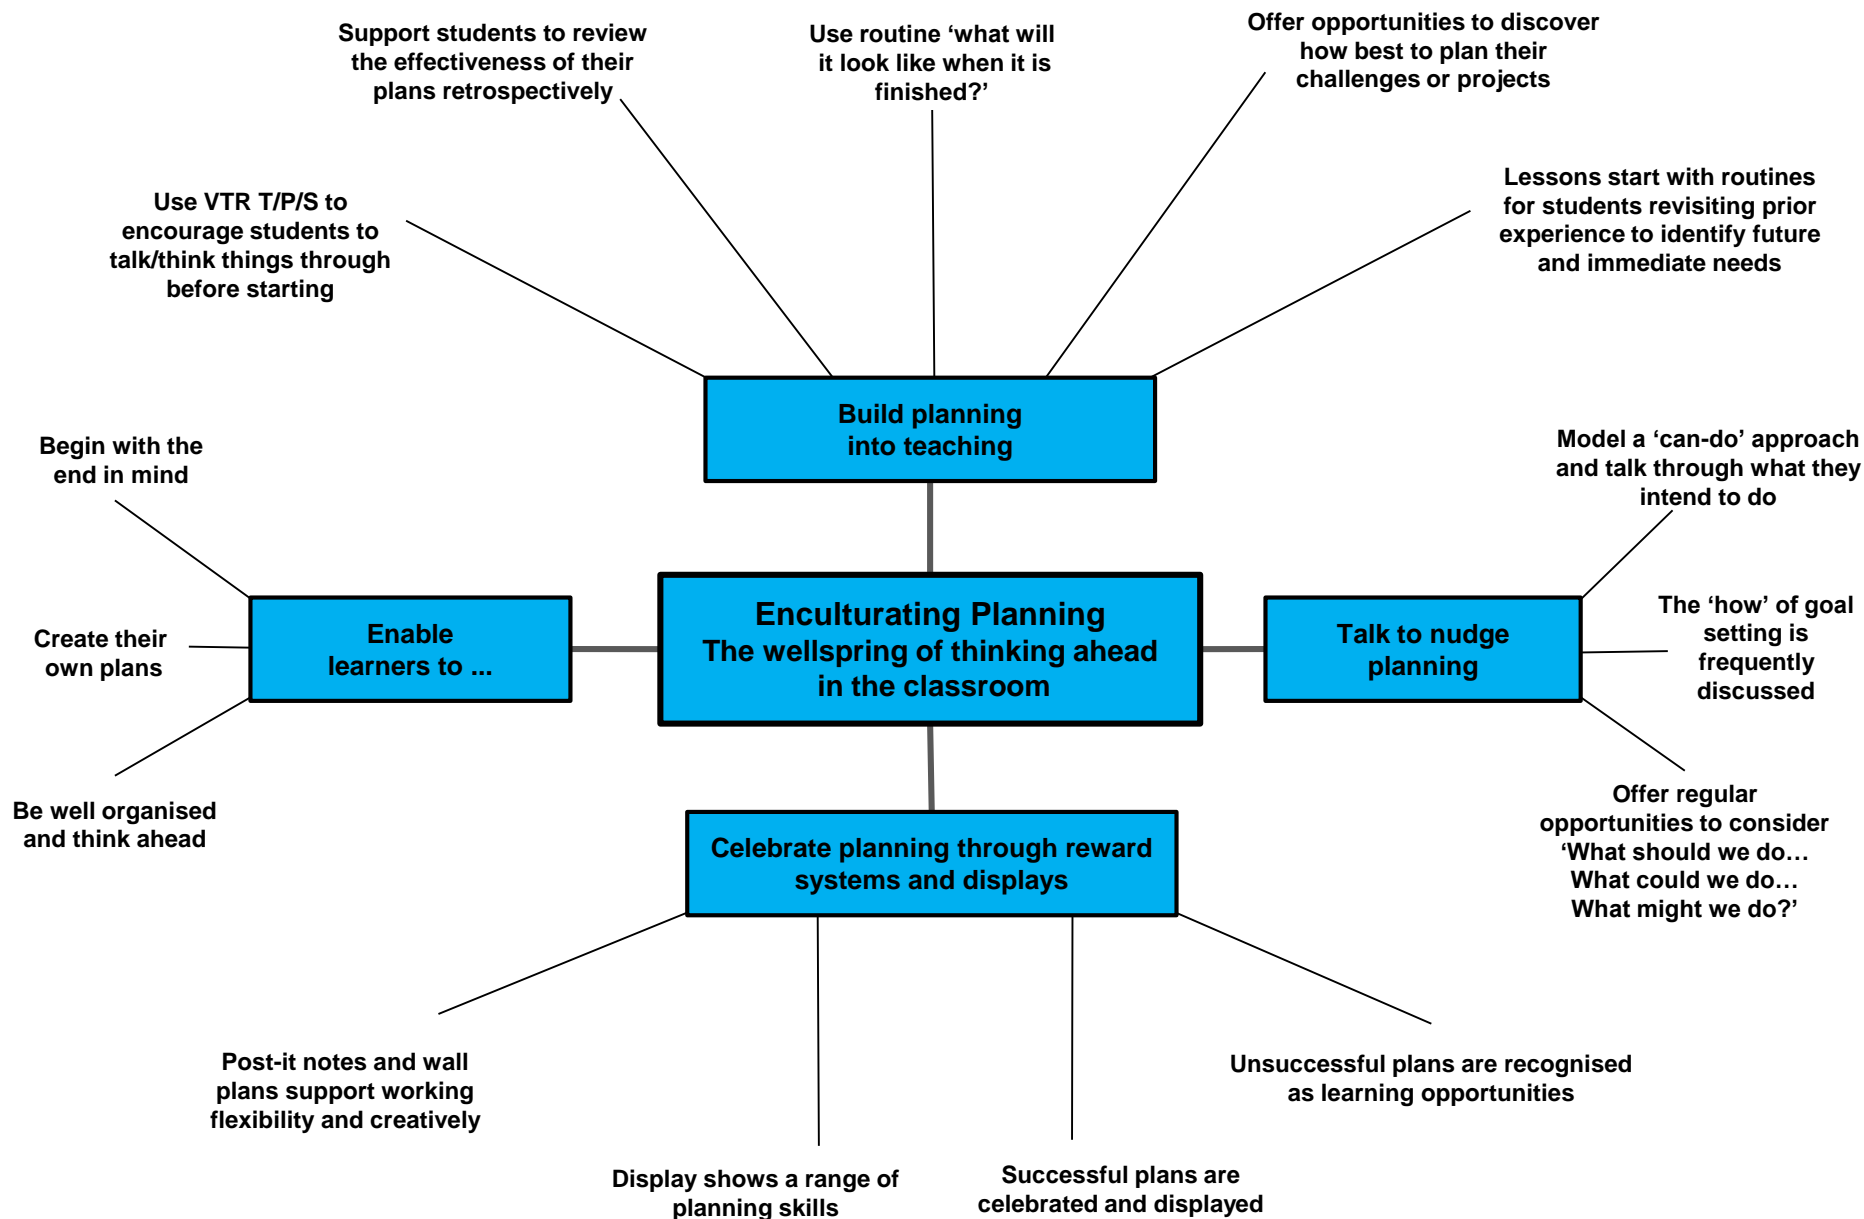 Support students to review
the effectiveness of their
plans retrospectively
Use routine ‘what will
it look like when it is
finished?’
Offer opportunities to discover
how best to plan their
challenges or projects
Use VTR T/P/S to
encourage students to
talk/think things through
before starting
Lessons start with routines
for students revisiting prior
experience to identify future
and immediate needs
Build planning
into teaching
Begin with the
end in mind
Create their
own plans
Be well organised
and think ahead
Enable
learners to ...
Enculturating Planning
The wellspring of thinking ahead
in the classroom
Talk to nudge
planning
Model a ‘can-do’ approach
and talk through what they
intend to do
The ‘how’ of goal
setting is
frequently
discussed
Offer regular
opportunities to consider
‘What should we do…
What could we do…
What might we do?’
Celebrate planning through reward
systems and displays
Post-it notes and wall
plans support working
flexibility and creatively
Display shows a range of
planning skills
Successful plans are
celebrated and displayed
Unsuccessful plans are recognised
as learning opportunities